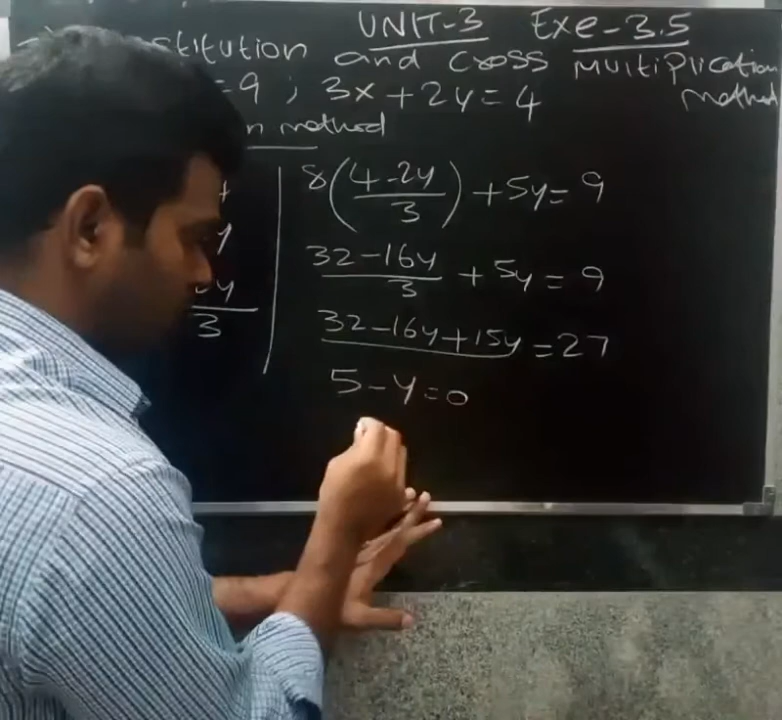 UNIT-3 Exe-3.5
and Cross Multiplication
=9 ; 3x+2y=4 method
method
8(4-2y/3)+5y=9
32-16y/3+5y=9
3
32-16y+15y=27
5-y=0